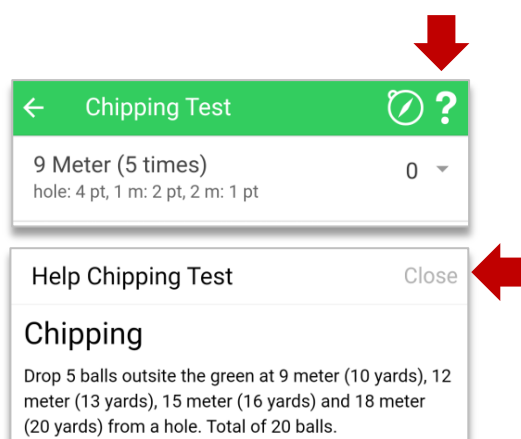 Chipping Test ?
9 Meter (5 times) 0
hole: 4 pt, 1 m: 2 pt, 2 m: 1 pt
Help Chipping Test Close
Chipping
Drop 5 balls outsite the green at 9 meter (10 yards), 12
meter (13 yards), 15 meter (16 yards) and 18 meter
(20 yards) from a hole. Total of 20 balls.